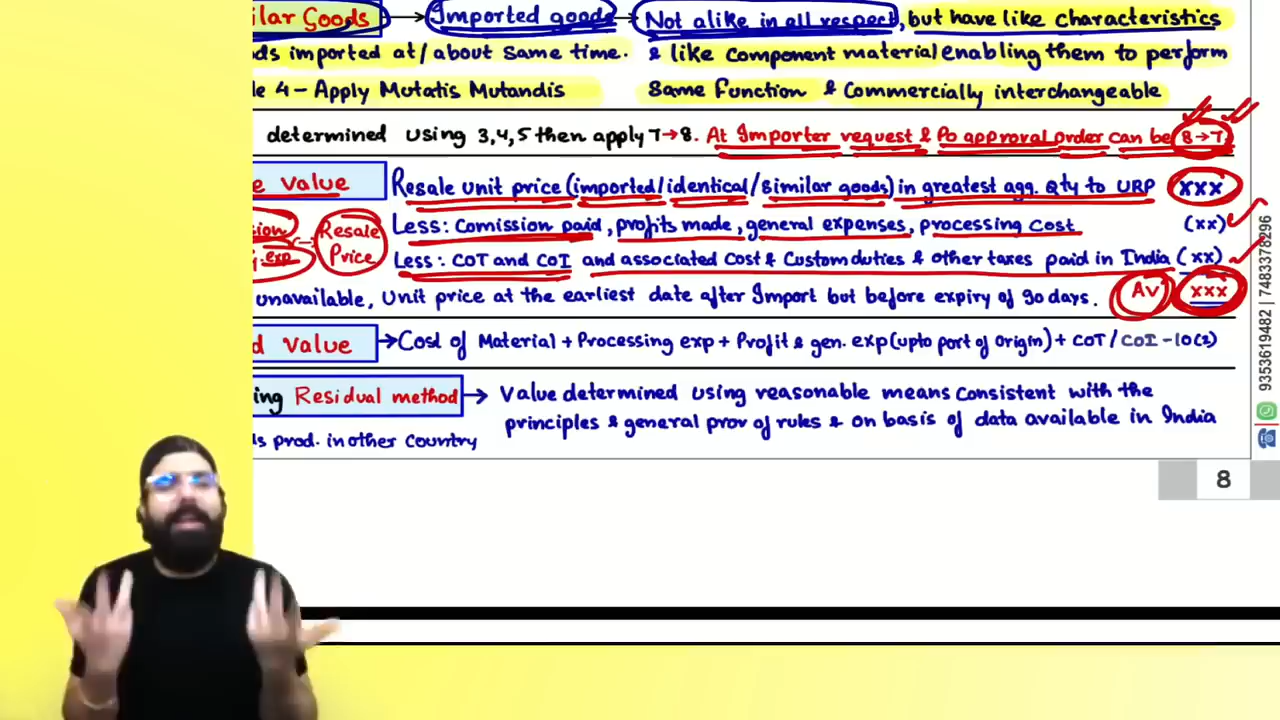 ilar Goods → Imported goods → Not alike in all respect, but have like characteristics
ods imported at/about same time. & like component material enabling them to perform
le 4 - Apply Mutatis Mutandis same function & commercially interchangeable
determined using 3,4,5 then apply 7→8. At Importer request & Po approval order can be 8→7.
e value Resale unit price (imported/identical/similar goods) in greatest agg. Qty to URP xxx
sion Resale Less: Comission paid, profits made, general expenses, processing cost (xx)
exp Price Less: COT and COI and associated cost & Custom duties & other taxes paid in India (xx)
unavailable, Unit price at the earliest date after Import but before expiry of 90 days. AV xxx
d value → Cost of Material + Processing exp + Profit & gen. exp (upto port of origin) + COT / COI - 10(2)
ing Residual method → Value determined using reasonable means consistent with the
principles & general prov of rules & on basis of data available in India
ds prod. in other country
8
9353619482 | 7483378296